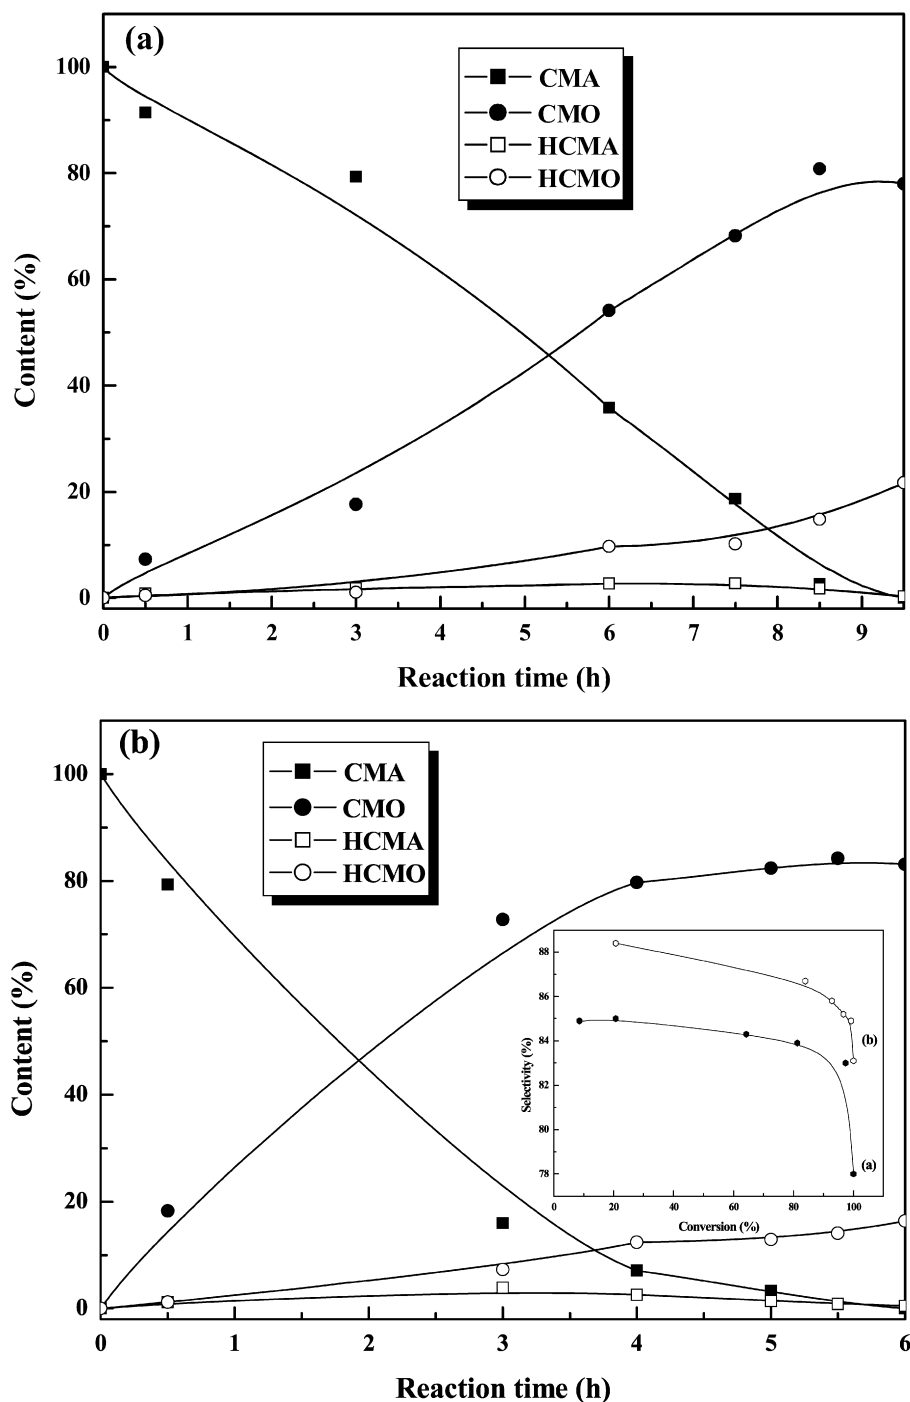 (a)
CMA
CMO
HCMA
HCMO
100
80
60
40
20
0
Content (%)
0 1 3 4 5 6 7 8 9
Reaction time (h)
(b)
CMA
CMO
HCMA
HCMO
100
80
60
40
20
0
Content (%)
88
86
84
82
80
78
Selectivity (%)
(b)
(a)
0 20 40 60 80 100
Conversion (%)
0 1 2 3 4 5 6
Reaction time (h)